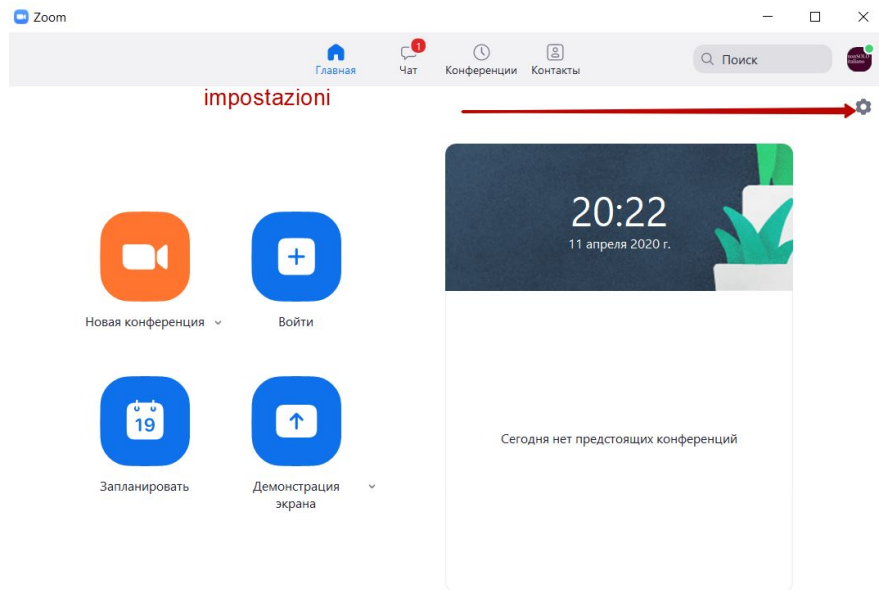 Zoom
Главная
Чат
1
Конференции
Контакты
Поиск
impostazioni
20:22
11 апреля 2020 г.
Новая конференция
Войти
19
Запланировать
Демонстрация
экрана
Сегодня нет предстоящих конференций